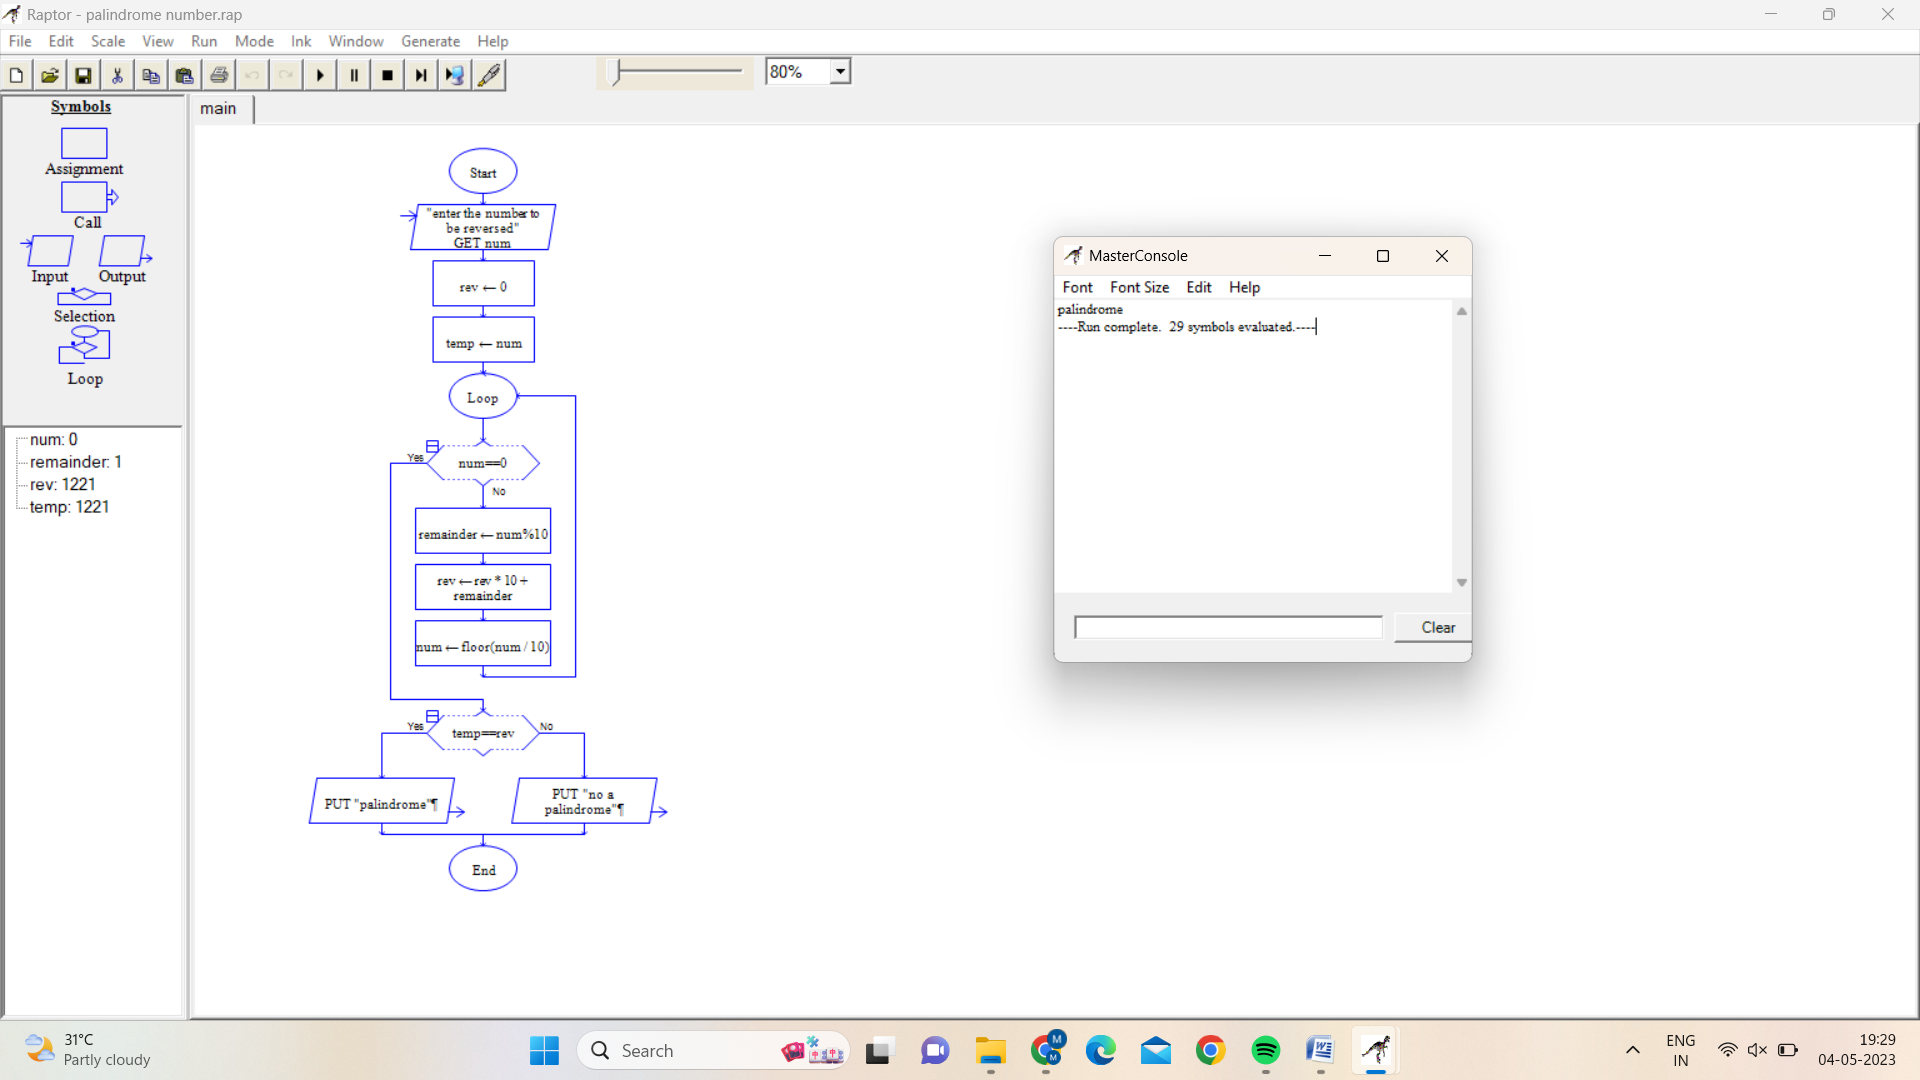 Raptor - palindrome number.rap
File Edit Scale View Run Mode Ink Window Generate Help
80%
Symbols
Assignment
Call
Input Output
Selection
Loop
num: 0
remainder: 1
rev: 1221
temp: 1221
main
Start
"enter the number to
be reversed"
GET num
rev ← 0
temp ← num
Loop
Yes
num==0
No
remainder ← num%10
rev ← rev * 10 +
remainder
num ← floor(num / 10)
Yes
temp==rev
No
PUT "palindrome"¶
PUT "no a
palindrome"¶
End
MasterConsole
Font Font Size Edit Help
palindrome
----Run complete.  29 symbols evaluated.----
Clear
31°C
Partly cloudy
Search
M
M
ENG
IN
19:29
04-05-2023